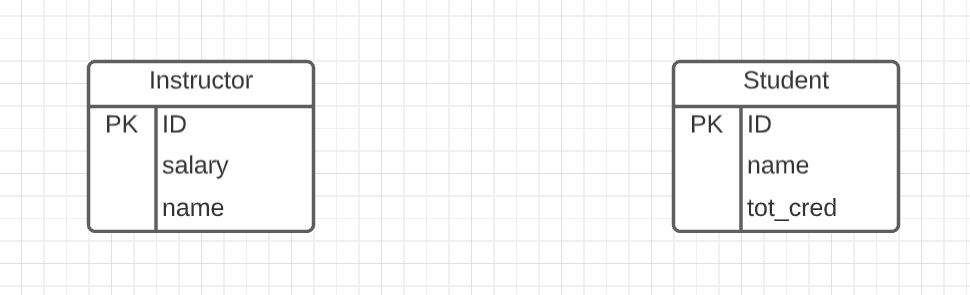 Instructor
PK ID
salary
name
Student
PK ID
name
tot_cred